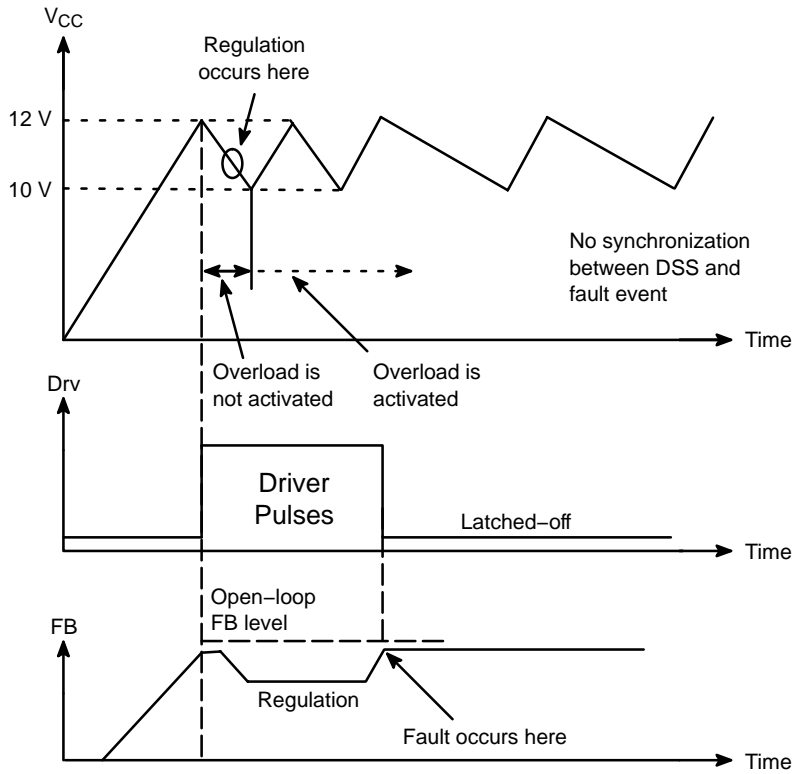 VCC
Regulation
occurs here
12 V
10 V
No synchronization
between DSS and
fault event
Time
Overload is
not activated
Overload is
activated
Drv
Driver
Pulses
Latched−off
Time
Open−loop
FB level
FB
Regulation
Fault occurs here
Time